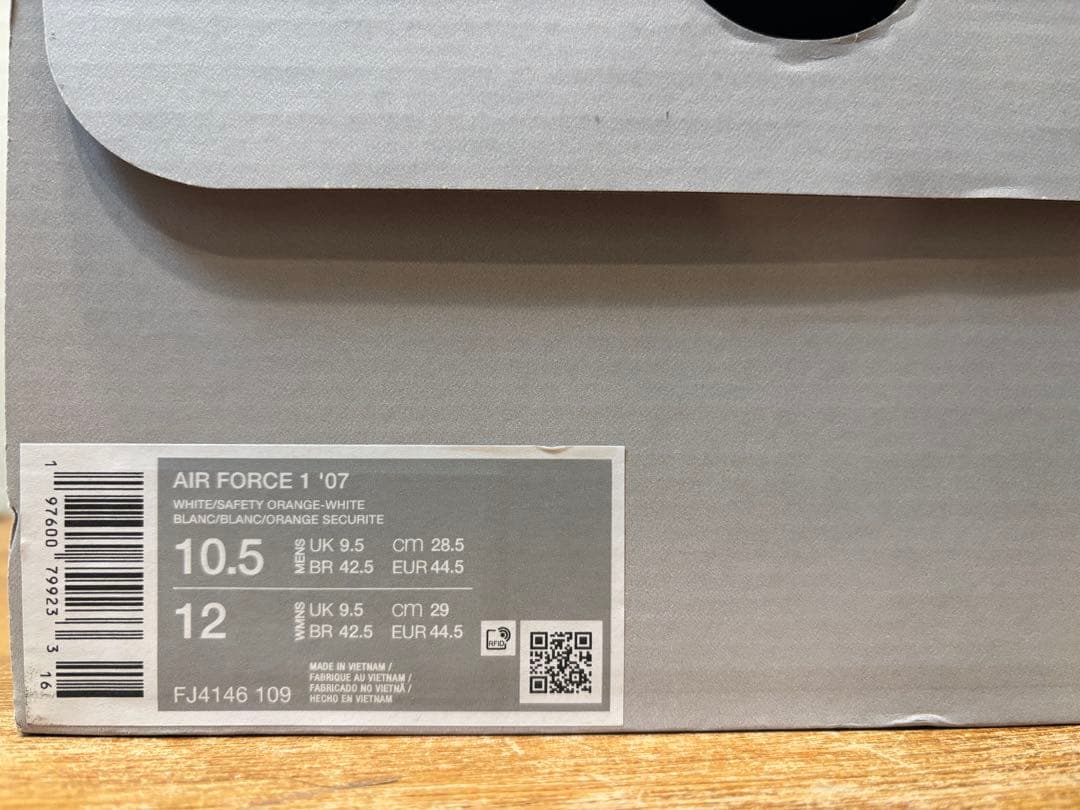 AIR FORCE 1 '07
WHITE/SAFETY ORANGE-WHITE
BLANC/BLANC/ORANGE SECURITE
10.5 MENS UK 9.5 cm 28.5
BR 42.5 EUR 44.5
12 WMNS UK 9.5 cm 29
BR 42.5 EUR 44.5
RFID
MADE IN VIETNAM /
FABRIQUE AU VIETNAM /
FABRICADO NO VIETNÃ /
HECHO EN VIETNAM
FJ4146 109
1 97600 79923 3 16